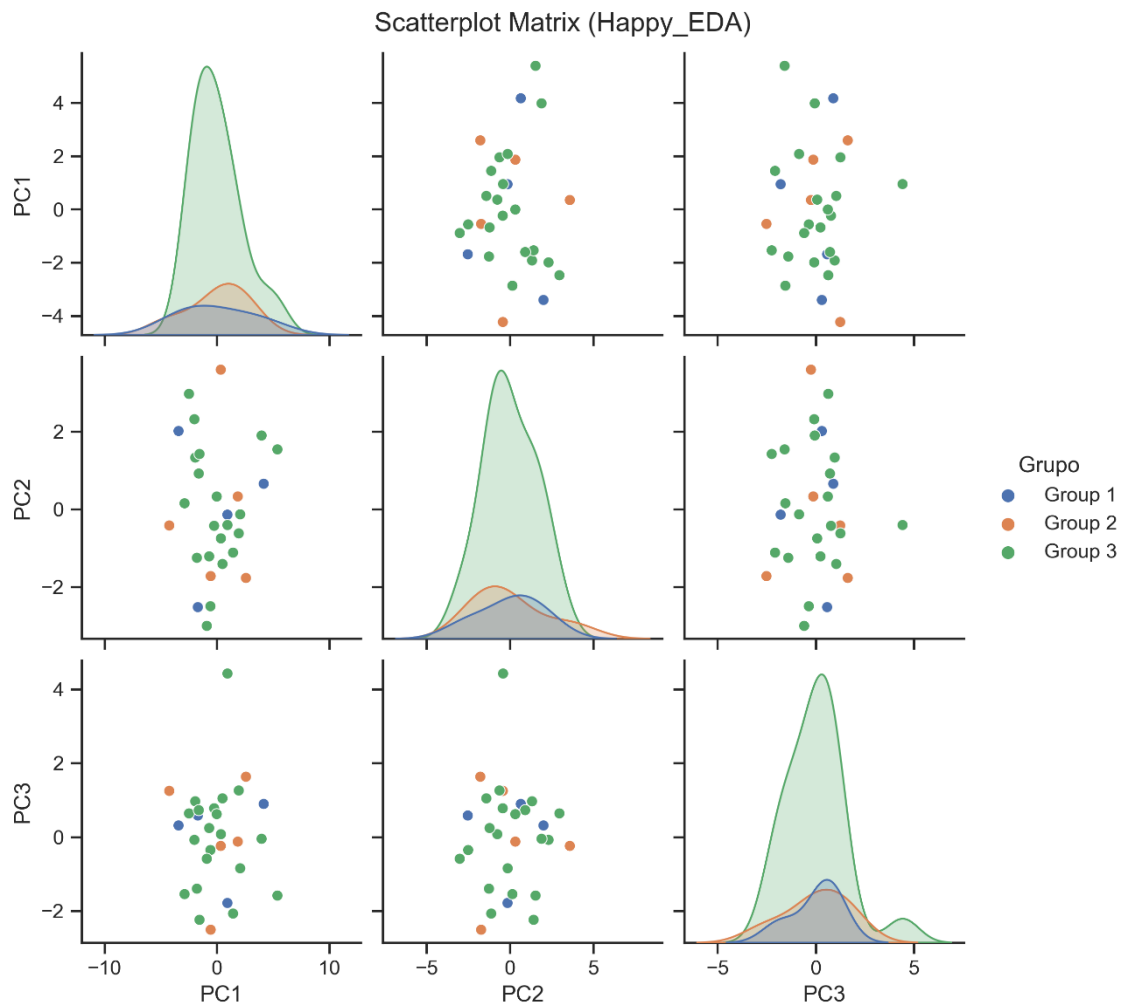 Scatterplot Matrix (Happy_EDA)
PC1
4
2
0
−2
−4
PC2
2
0
−2
Grupo
Group 1
Group 2
Group 3
PC3
4
2
0
−2
−10 0 10
−5 0 5
−5 0 5
PC1
PC2
PC3